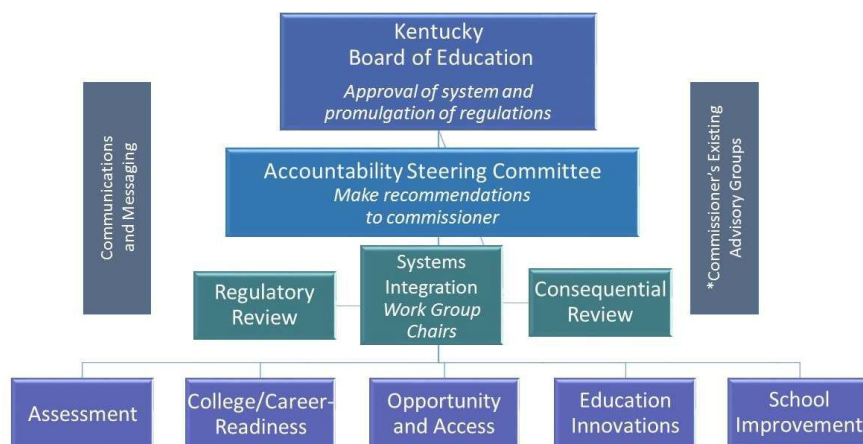 Kentucky
Board of Education
Approval of system and
promulgation of regulations
Communications
and Messaging
*Commissioner's Existing
Advisory Groups
Accountability Steering Committee
Make recommendations
to commissioner
Regulatory
Review
Systems
Integration
Work Group
Chairs
Consequential
Review
Assessment
College/Career-
Readiness
Opportunity
and Access
Education
Innovations
School
Improvement